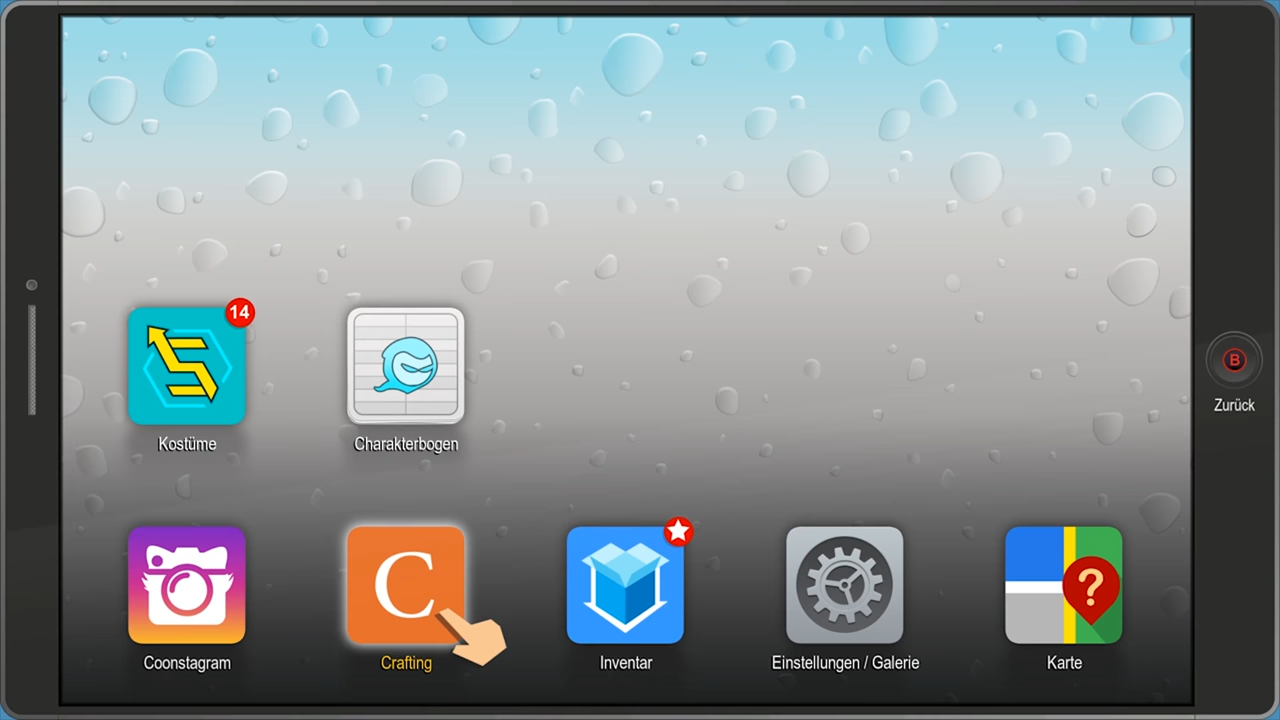 14
Kostüme
Charakterbogen
B
Zurück
C
?
Coonstagram
Crafting
Inventar
Einstellungen / Galerie
Karte